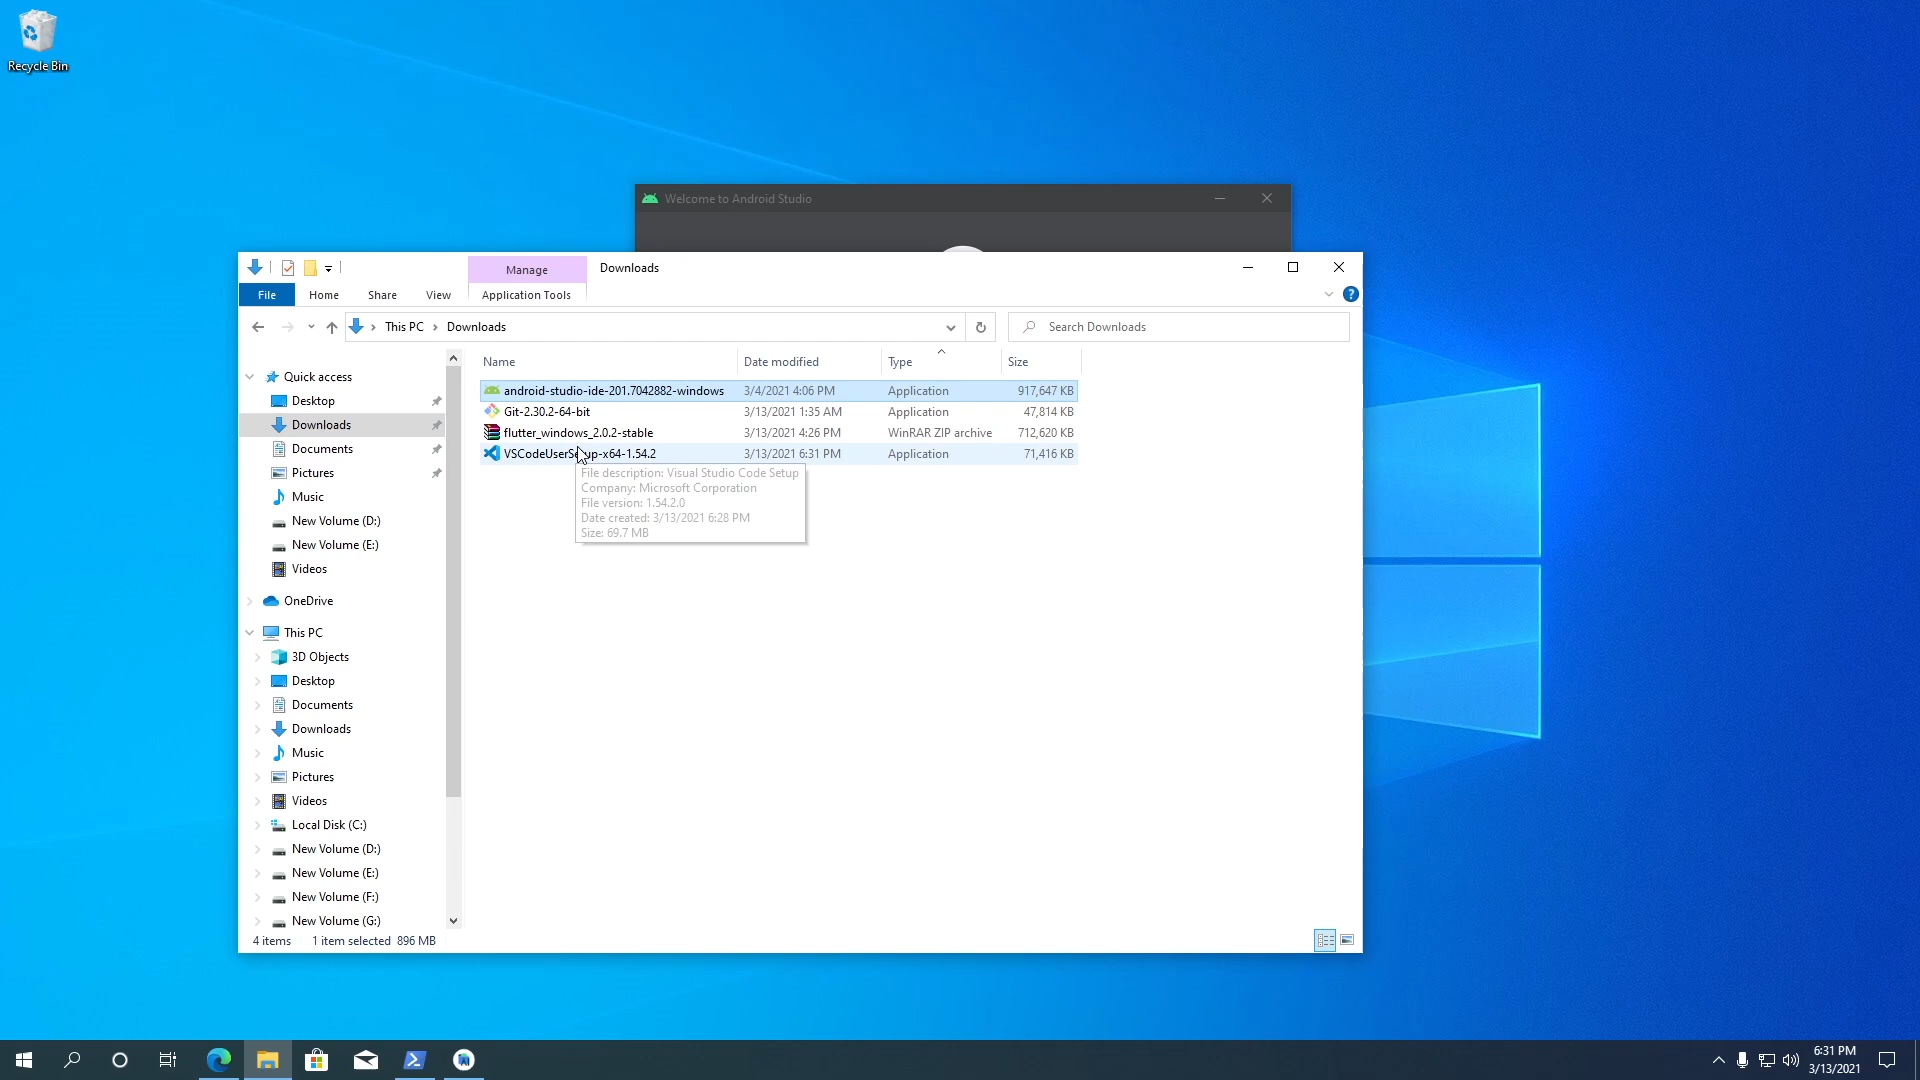 Recycle Bin
Welcome to Android Studio
Manage
Downloads
File
Home
Share
View
Application Tools
This PC
Downloads
Search Downloads
Name
Date modified
Type
Size
android-studio-ide-201.7042882-windows 3/4/2021 4:06 PM Application 917,647 KB
Git-2.30.2-64-bit 3/13/2021 1:35 AM Application 47,814 KB
flutter_windows_2.0.2-stable 3/13/2021 4:26 PM WinRAR ZIP archive 712,620 KB
VSCodeUserSetup-x64-1.54.2 3/13/2021 6:31 PM Application 71,416 KB
File description: Visual Studio Code Setup
Company: Microsoft Corporation
File version: 1.54.2.0
Date created: 3/13/2021 6:28 PM
Size: 69.7 MB
Quick access
Desktop
Downloads
Documents
Pictures
Music
New Volume (D:)
New Volume (E:)
Videos
OneDrive
This PC
3D Objects
Desktop
Documents
Downloads
Music
Pictures
Videos
Local Disk (C:)
New Volume (D:)
New Volume (E:)
New Volume (F:)
New Volume (G:)
4 items 1 item selected 896 MB
6:31 PM
3/13/2021